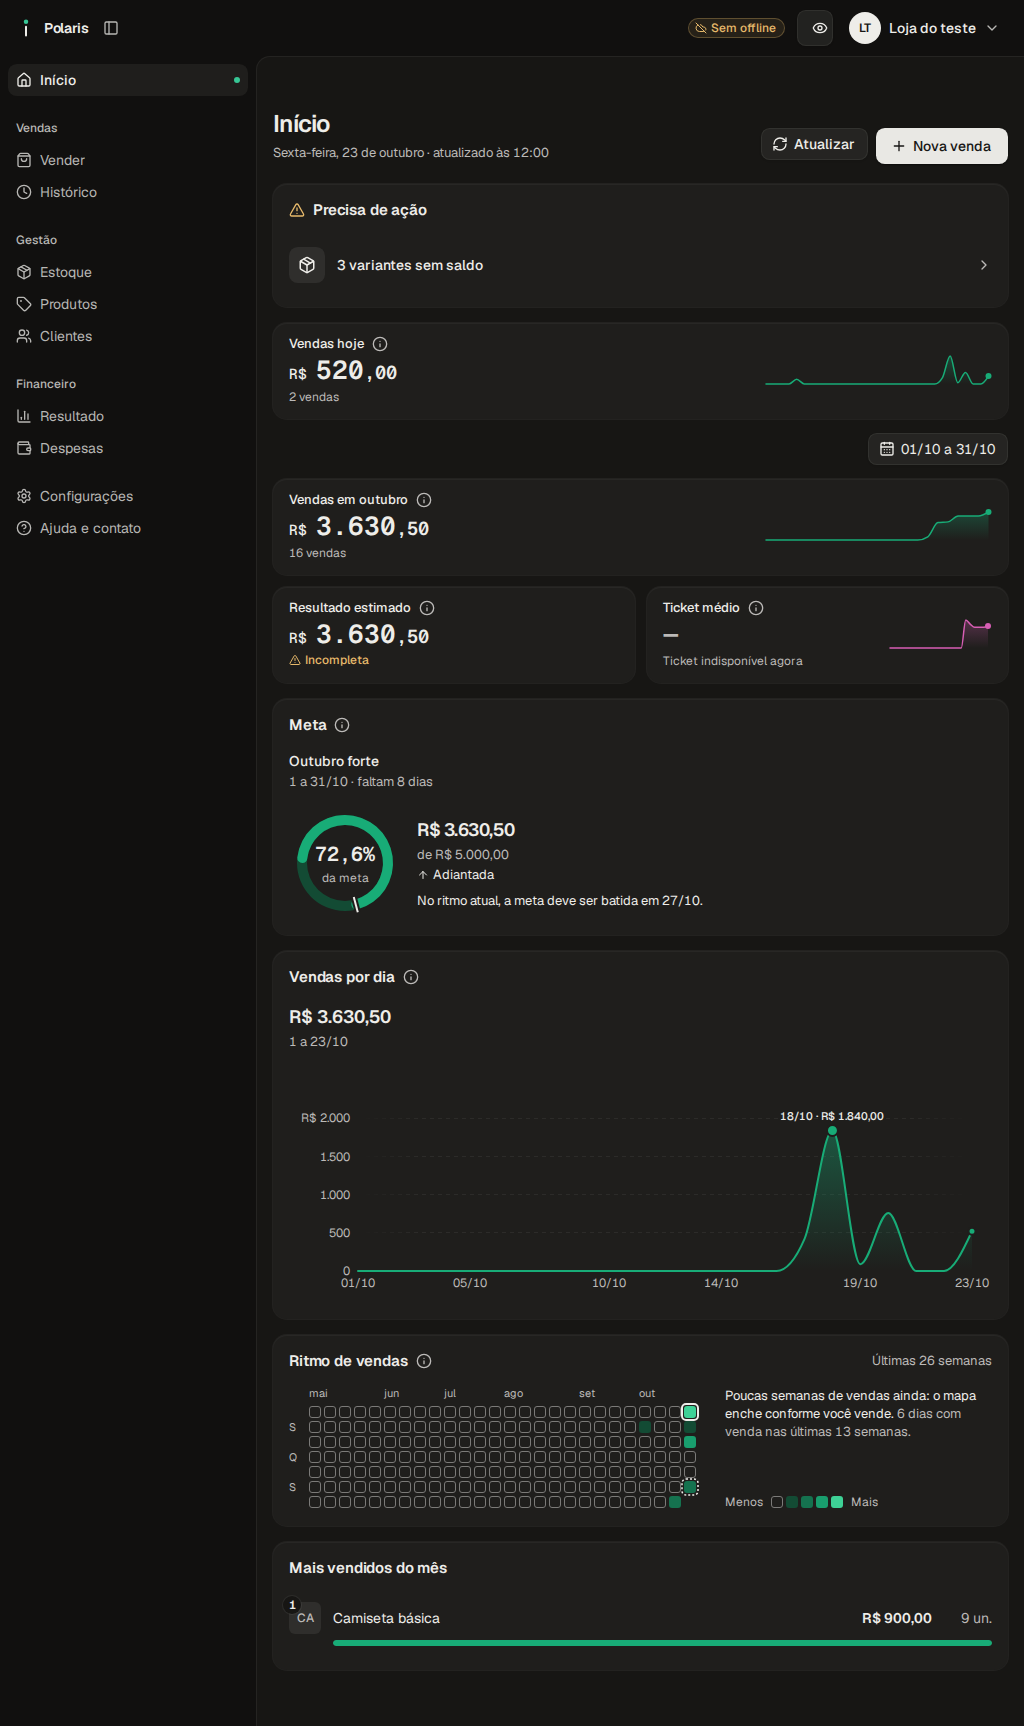 Polaris
Sem offline
LT
Loja do teste
Início
Vendas
Vender
Histórico
Gestão
Estoque
Produtos
Clientes
Financeiro
Resultado
Despesas
Configurações
Ajuda e contato
Início
Sexta-feira, 23 de outubro · atualizado às 12:00
Atualizar
Nova venda
Precisa de ação
3 variantes sem saldo
Vendas hoje
R$ 520,00
2 vendas
01/10 a 31/10
Vendas em outubro
R$ 3.630,50
16 vendas
Resultado estimado
R$ 3.630,50
Incompleta
Ticket médio
—
Ticket indisponível agora
Meta
Outubro forte
1 a 31/10 · faltam 8 dias
72,6%
da meta
R$ 3.630,50
de R$ 5.000,00
Adiantada
No ritmo atual, a meta deve ser batida em 27/10.
Vendas por dia
R$ 3.630,50
1 a 23/10
18/10 · R$ 1.840,00
R$ 2.000
1.500
1.000
500
0
01/10 05/10 10/10 14/10 19/10 23/10
Ritmo de vendas
Últimas 26 semanas
mai jun jul ago set out
S
Q
S
Poucas semanas de vendas ainda: o mapa
enche conforme você vende. 6 dias com
venda nas últimas 13 semanas.
Menos Mais
Mais vendidos do mês
1
CA
Camiseta básica
R$ 900,00
9 un.